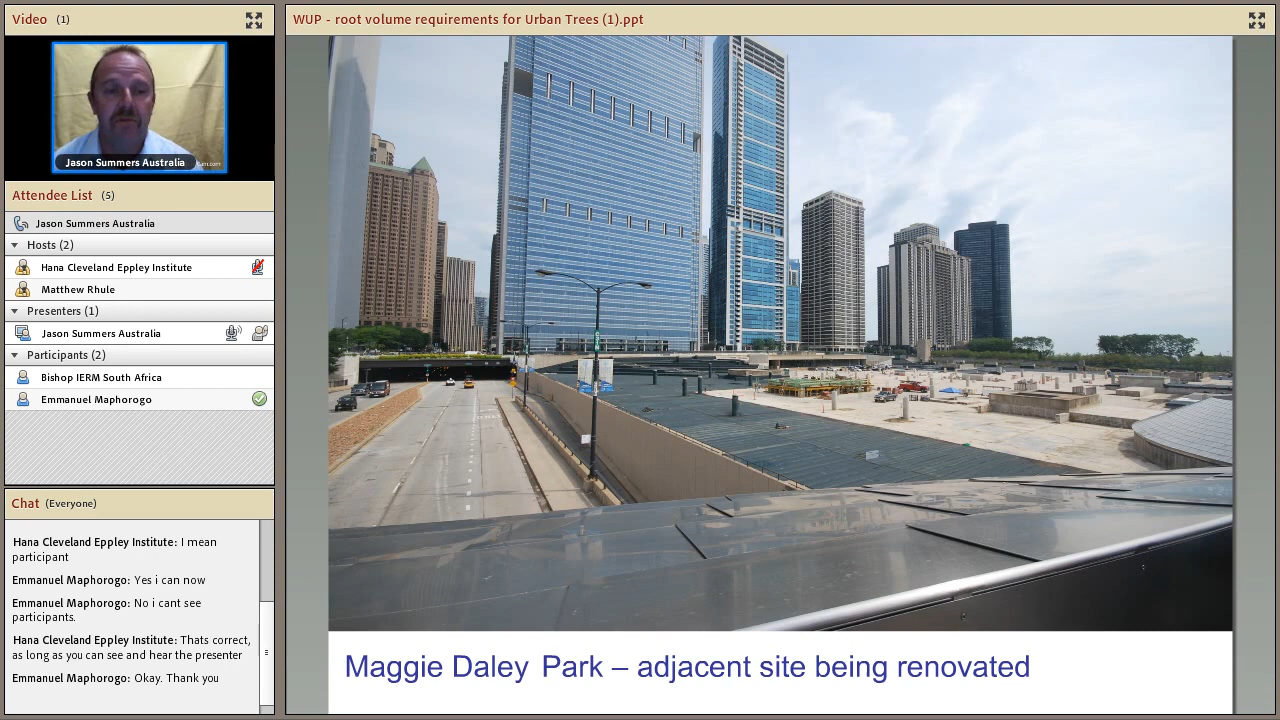 Video (1)
WUP - root volume requirements for Urban Trees (1).ppt
Jason Summers Australia
Attendee List (5)
Jason Summers Australia
Hosts (2)
Hana Cleveland Eppley Institute
Matthew Rhule
Presenters (1)
Jason Summers Australia
Participants (2)
Bishop IERM South Africa
Emmanuel Maphorogo
Chat (Everyone)
Hana Cleveland Eppley Institute: I mean
participant
Emmanuel Maphorogo: Yes i can now
Emmanuel Maphorogo: No i cant see
participants.
Hana Cleveland Eppley Institute: Thats correct,
as long as you can see and hear the presenter
Emmanuel Maphorogo: Okay. Thank you
Maggie Daley Park – adjacent site being renovated